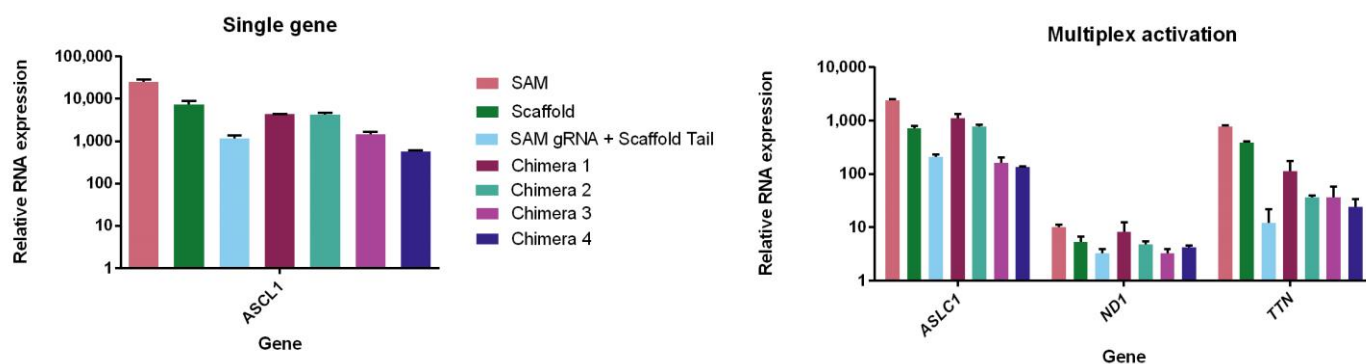 Single gene
100,000
10,000
1,000
100
10
1
Relative RNA expression
ASCL1
Gene
SAM
Scaffold
SAM gRNA + Scaffold Tail
Chimera 1
Chimera 2
Chimera 3
Chimera 4
Multiplex activation
10,000
1,000
100
10
1
Relative RNA expression
ASLC1
ND1
TTN
Gene